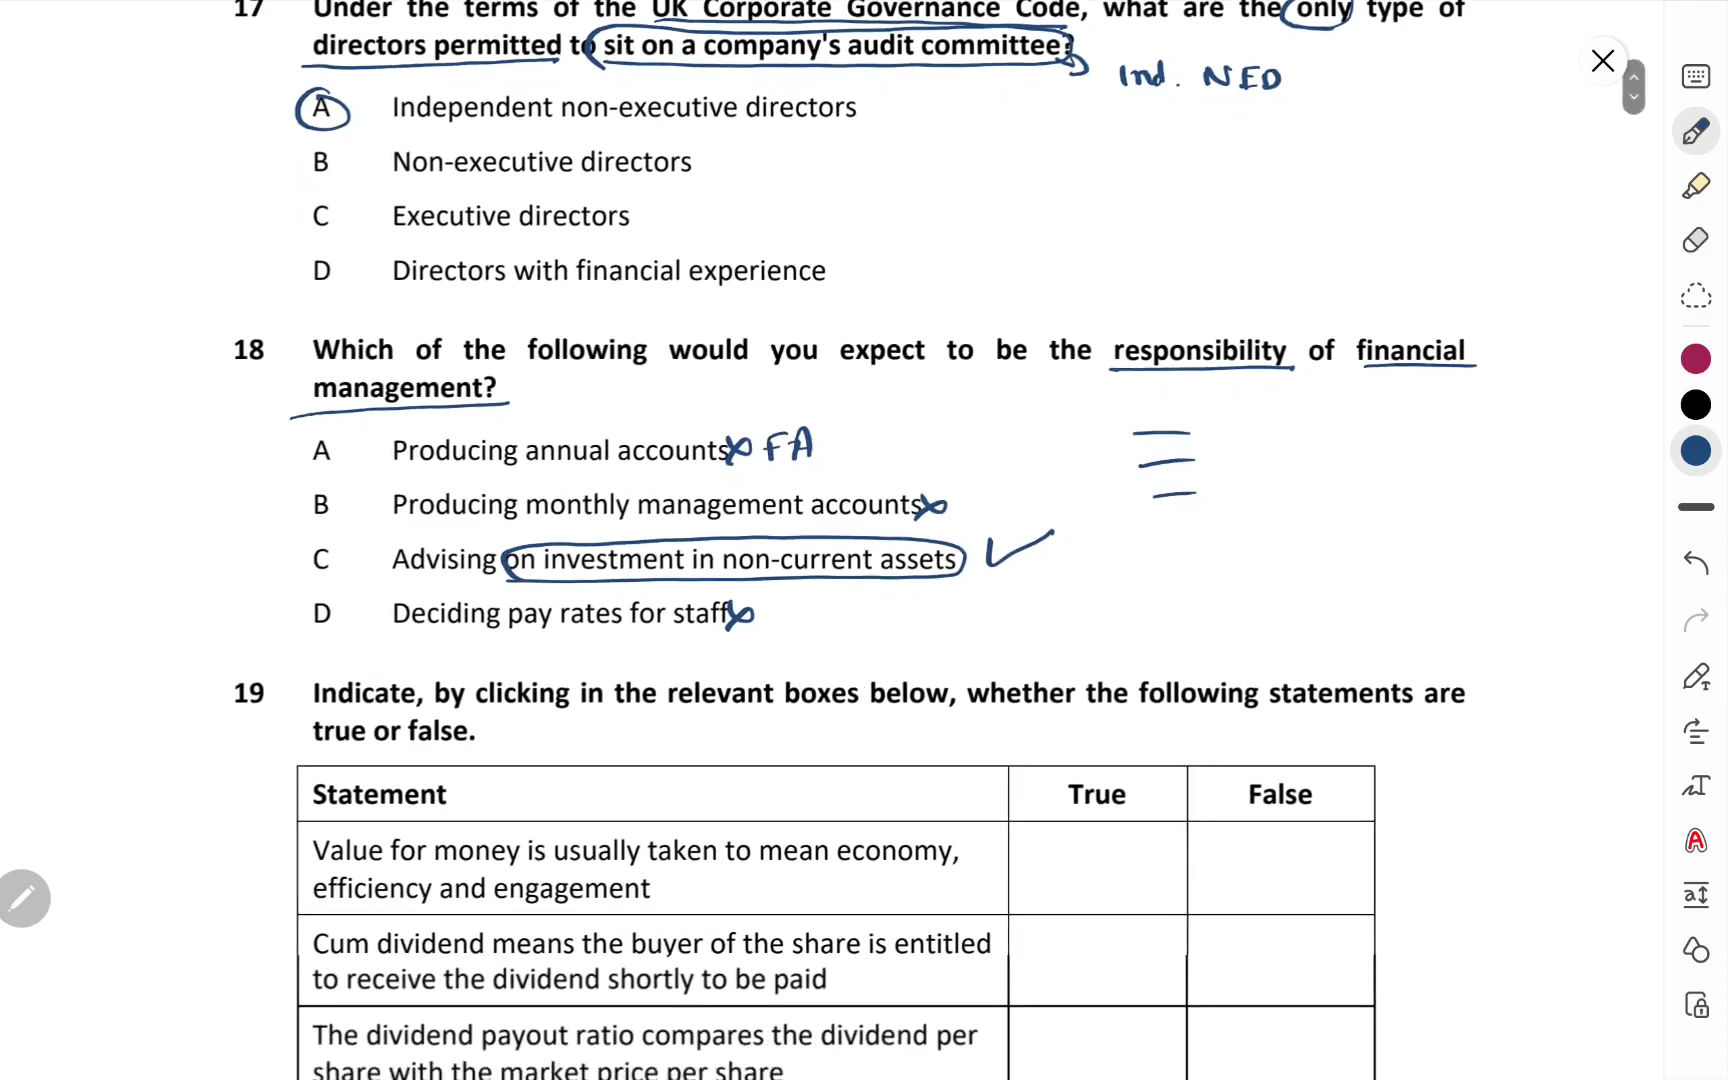 17 Under the terms of the UK Corporate Governance Code, what are the only type of
directors permitted to sit on a company's audit committee?
Ind. NED
A Independent non-executive directors
B Non-executive directors
C Executive directors
D Directors with financial experience
18 Which of the following would you expect to be the responsibility of financial
management?
A Producing annual accounts FA
B Producing monthly management accounts
C Advising on investment in non-current assets
D Deciding pay rates for staff
19 Indicate, by clicking in the relevant boxes below, whether the following statements are
true or false.
Statement True False
Value for money is usually taken to mean economy,
efficiency and engagement
Cum dividend means the buyer of the share is entitled
to receive the dividend shortly to be paid
The dividend payout ratio compares the dividend per
share with the market price per share